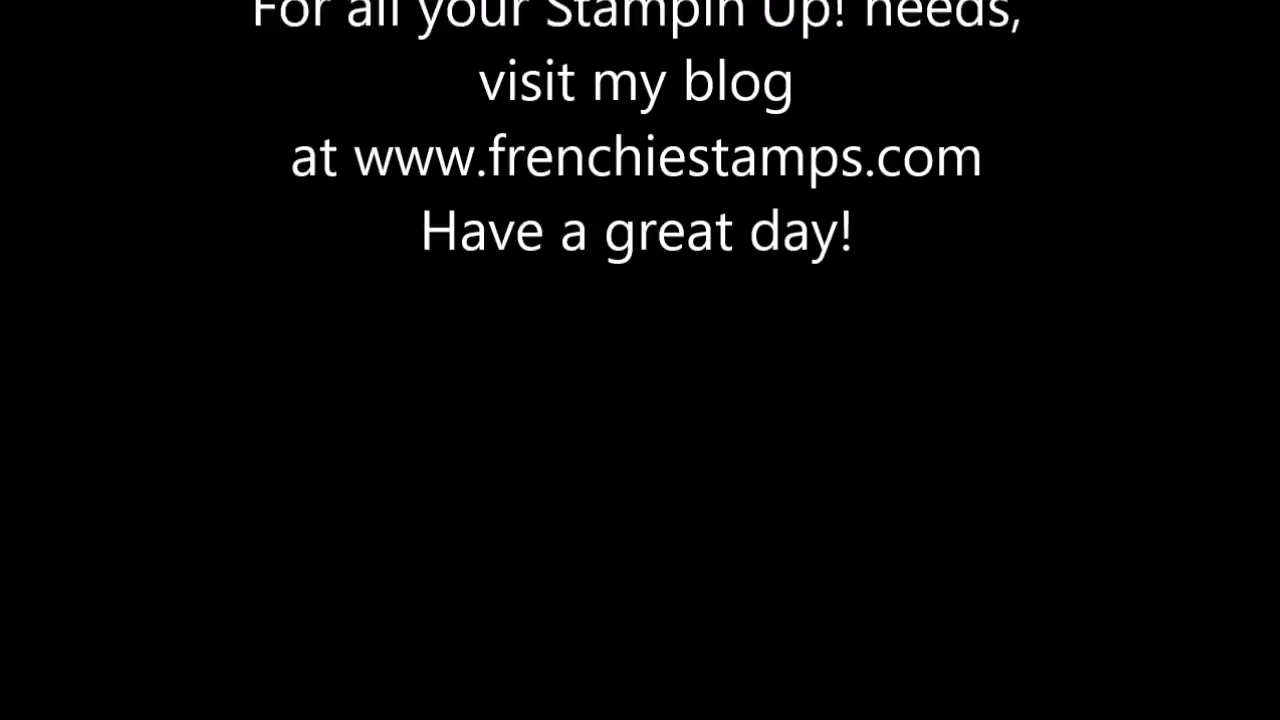 For all your Stampin Up! needs,
visit my blog
at www.frenchiestamps.com
Have a great day!